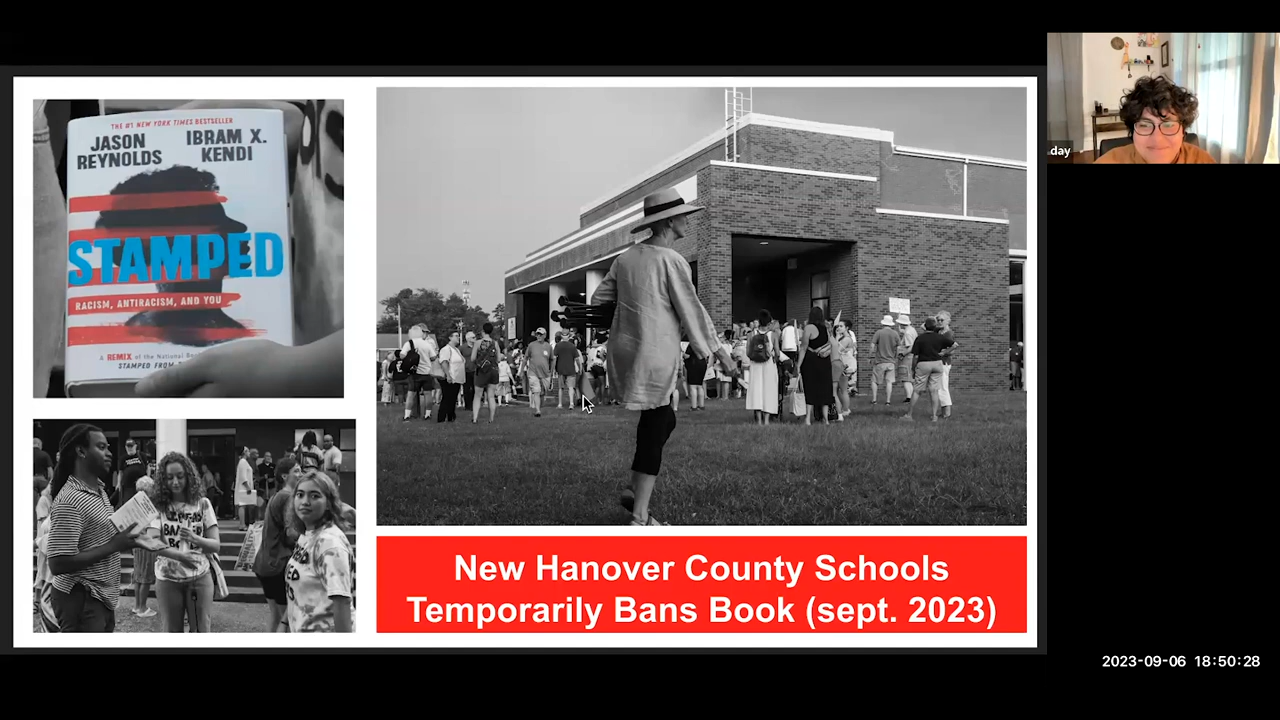 THE #1 NEW YORK TIMES BESTSELLER
JASON
REYNOLDS
IBRAM X.
KENDI
STAMPED
RACISM, ANTIRACISM, AND YOU
A REMIX of the National
STAMPED FROM
New Hanover County Schools
Temporarily Bans Book (sept. 2023)
day
2023-09-06 18:50:28